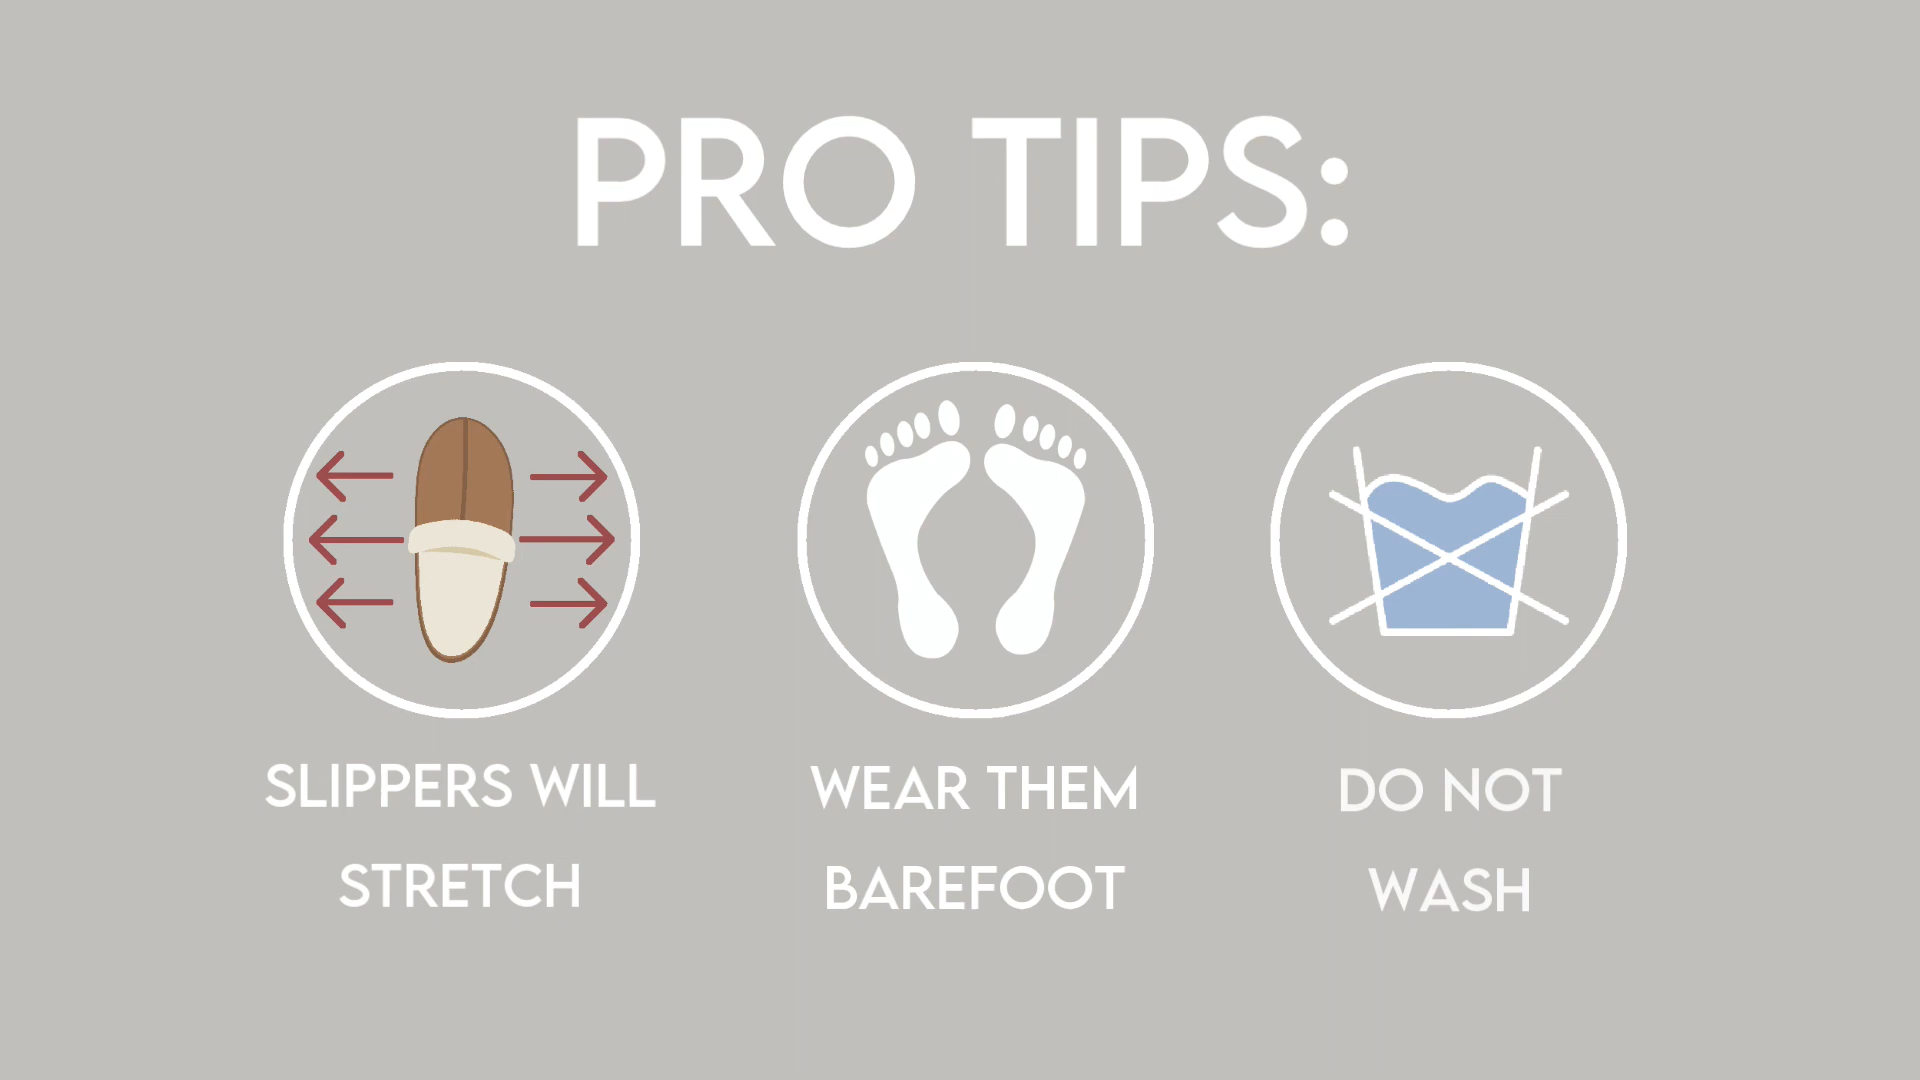 PRO TIPS:
SLIPPERS WILL
STRETCH
WEAR THEM
BAREFOOT
DO NOT
WASH